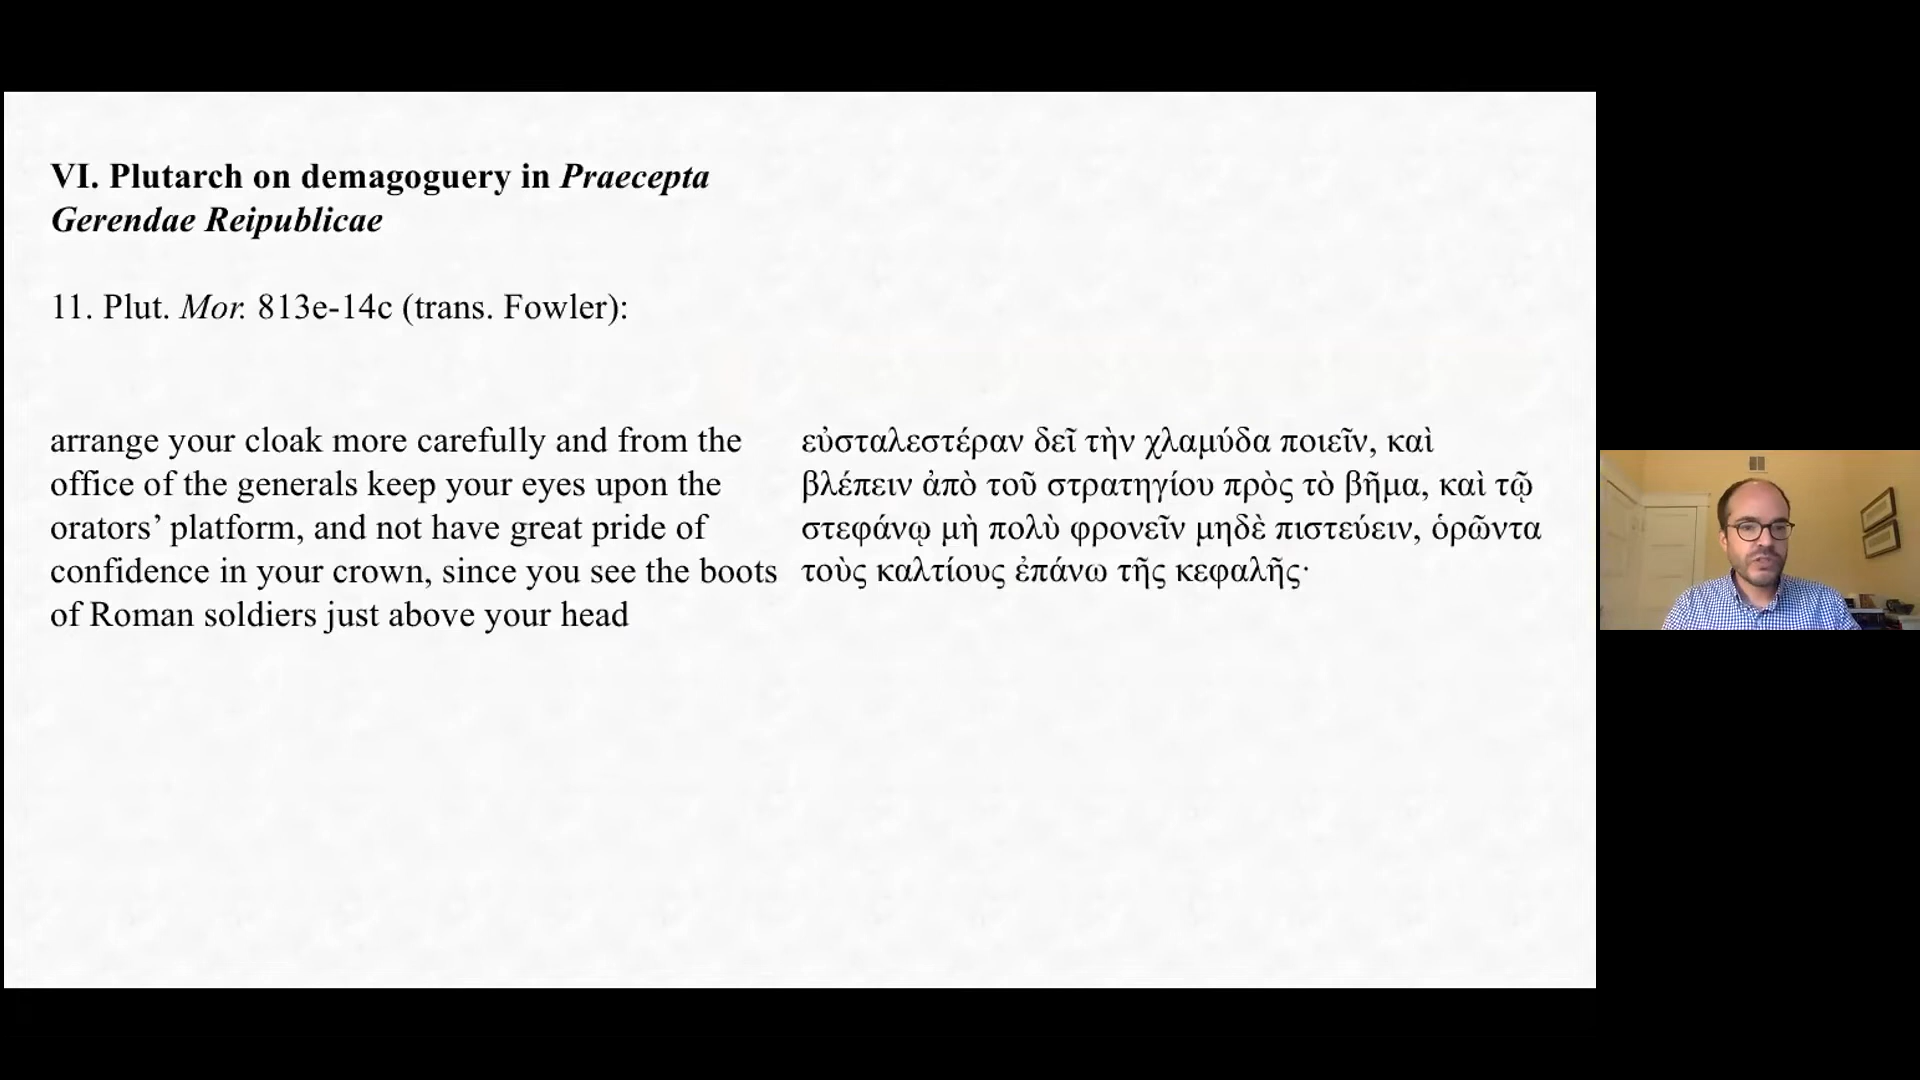 VI. Plutarch on demagoguery in Praecepta
Gerendae Reipublicae
11. Plut. Mor. 813e-14c (trans. Fowler):
arrange your cloak more carefully and from the
office of the generals keep your eyes upon the
orators’ platform, and not have great pride of
confidence in your crown, since you see the boots
of Roman soldiers just above your head
εὐσταλεστέραν δεῖ τὴν χλαμύδα ποιεῖν, καὶ
βλέπειν ἀπὸ τοῦ στρατηγίου πρὸς τὸ βῆμα, καὶ τῷ
στεφάνῳ μὴ πολὺ φρονεῖν μηδὲ πιστεύειν, ὁρῶντα
τοὺς καλτίους ἐπάνω τῆς κεφαλῆς·